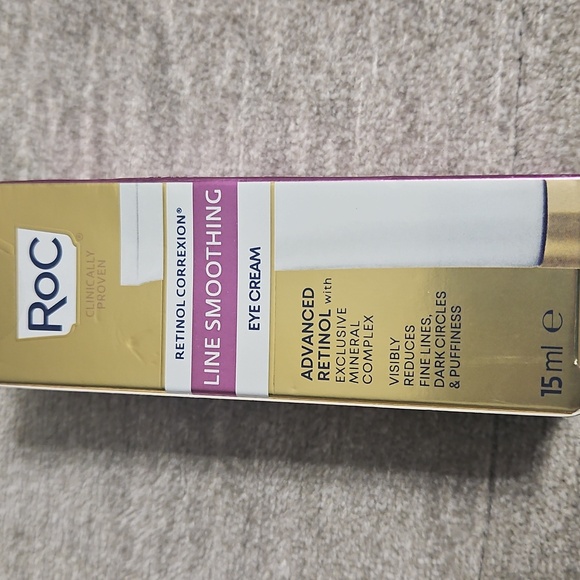 RoC®
CLINICALLY
PROVEN
RETINOL CORREXION®
LINE SMOOTHING
EYE CREAM
ADVANCED
RETINOL with
EXCLUSIVE
MINERAL
COMPLEX
VISIBLY
REDUCES
FINE LINES,
DARK CIRCLES
& PUFFINESS
15 ml ℮